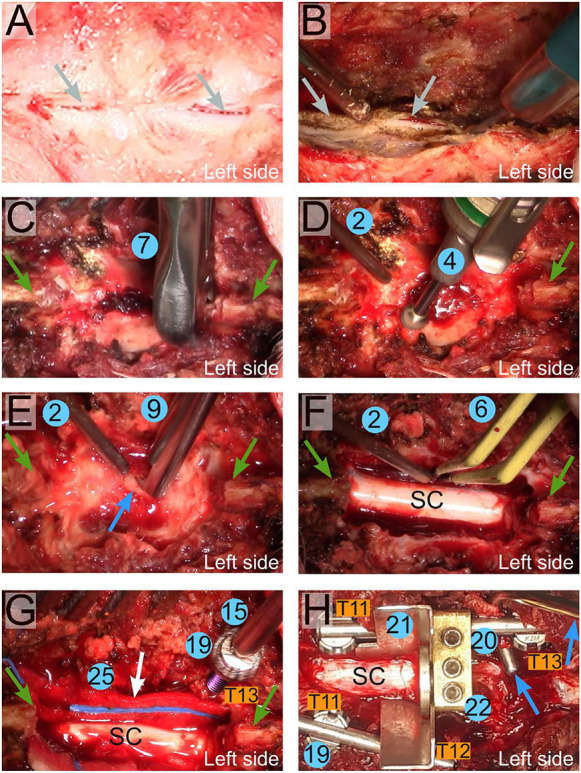 A
Left side
B
Left side
C
7
Left side
D
2
4
Left side
E
2
9
Left side
F
2
6
SC
Left side
G
15
19
25
T13
SC
Left side
H
T11
21
20
T13
SC
T11
22
19
T12
Left side